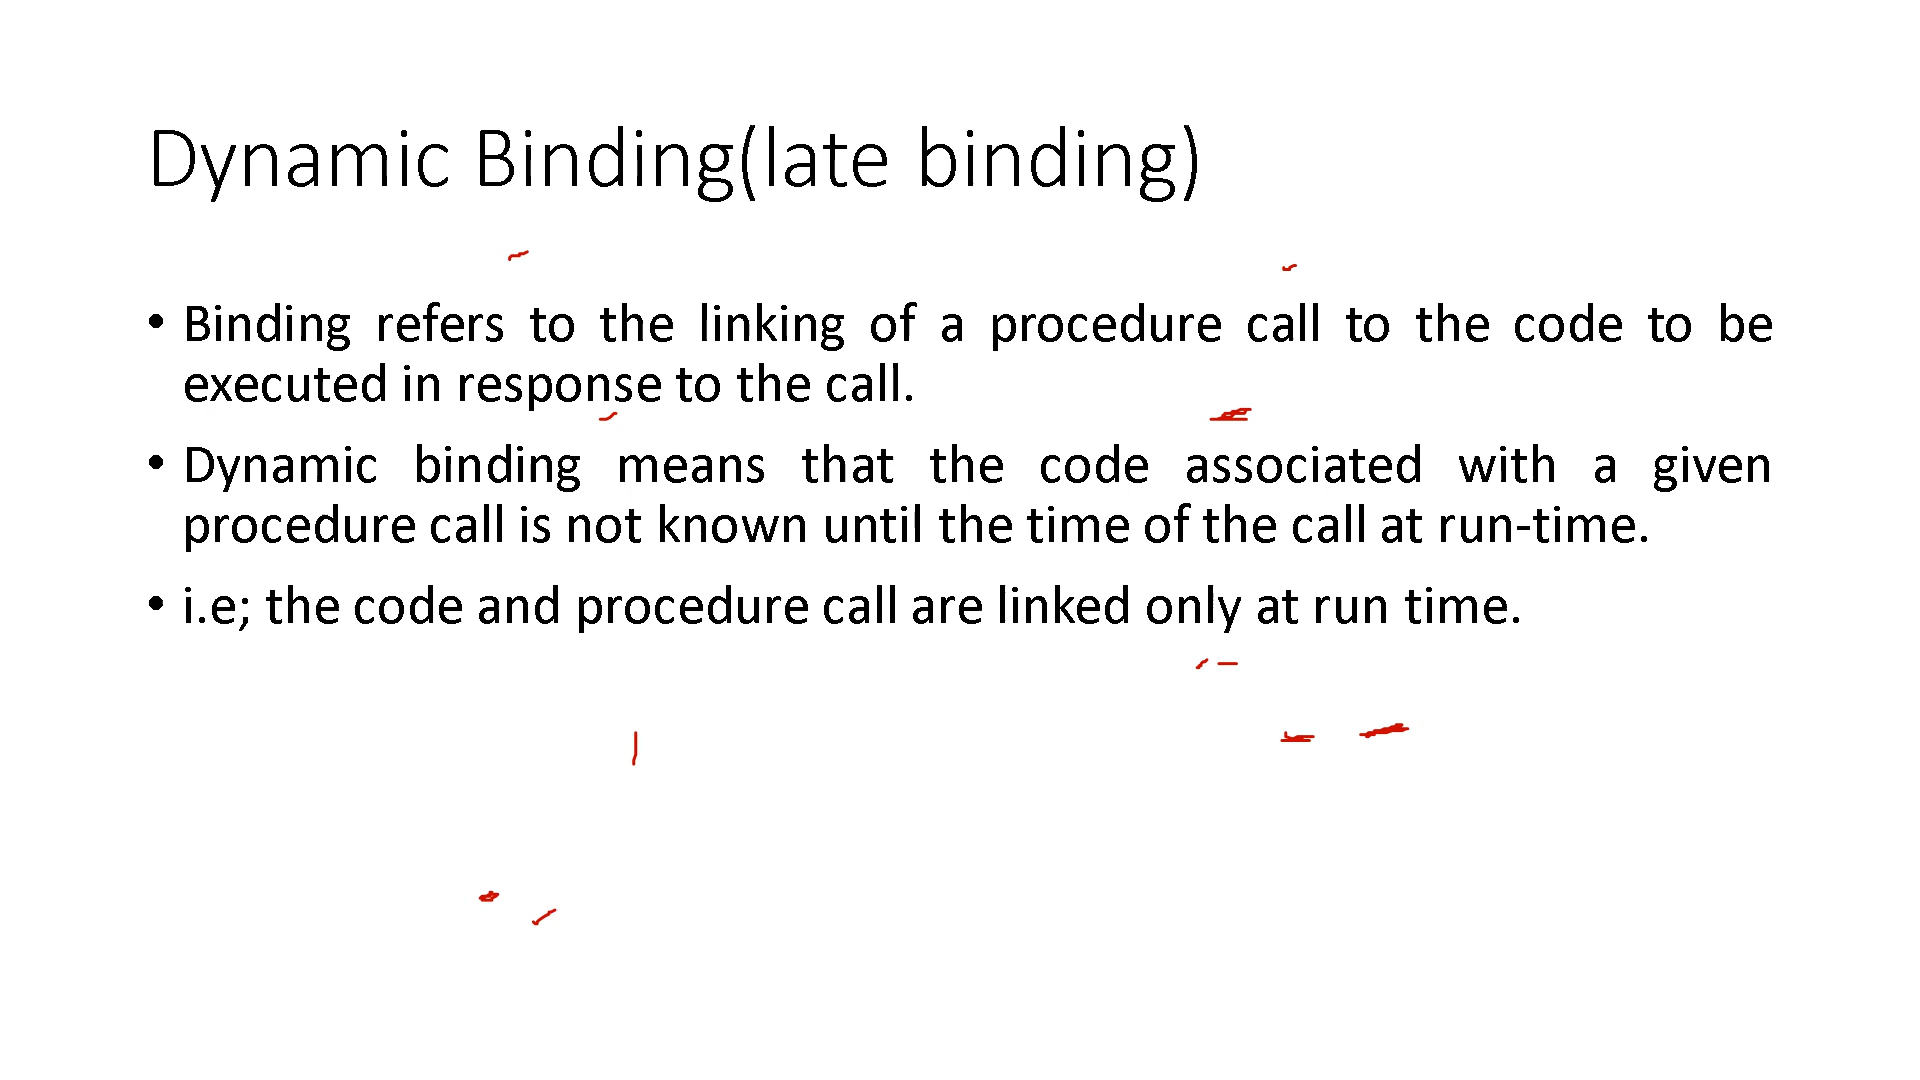 Dynamic Binding(late binding)
• Binding refers to the linking of a procedure call to the code to be
executed in response to the call.
• Dynamic binding means that the code associated with a given
procedure call is not known until the time of the call at run-time.
• i.e; the code and procedure call are linked only at run time.